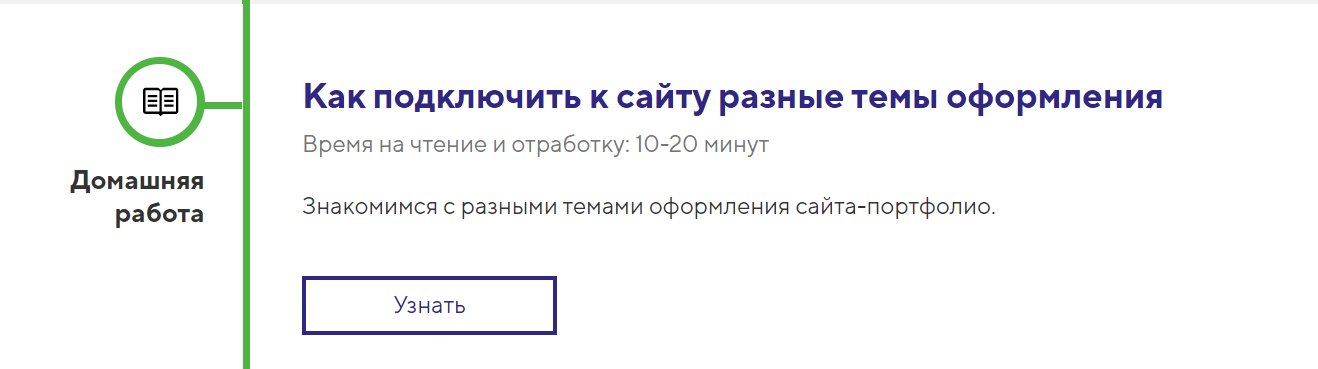 Как подключить к сайту разные темы оформления
Время на чтение и отработку: 10-20 минут
Домашняя
работа
Знакомимся с разными темами оформления сайта-портфолио.
Узнать